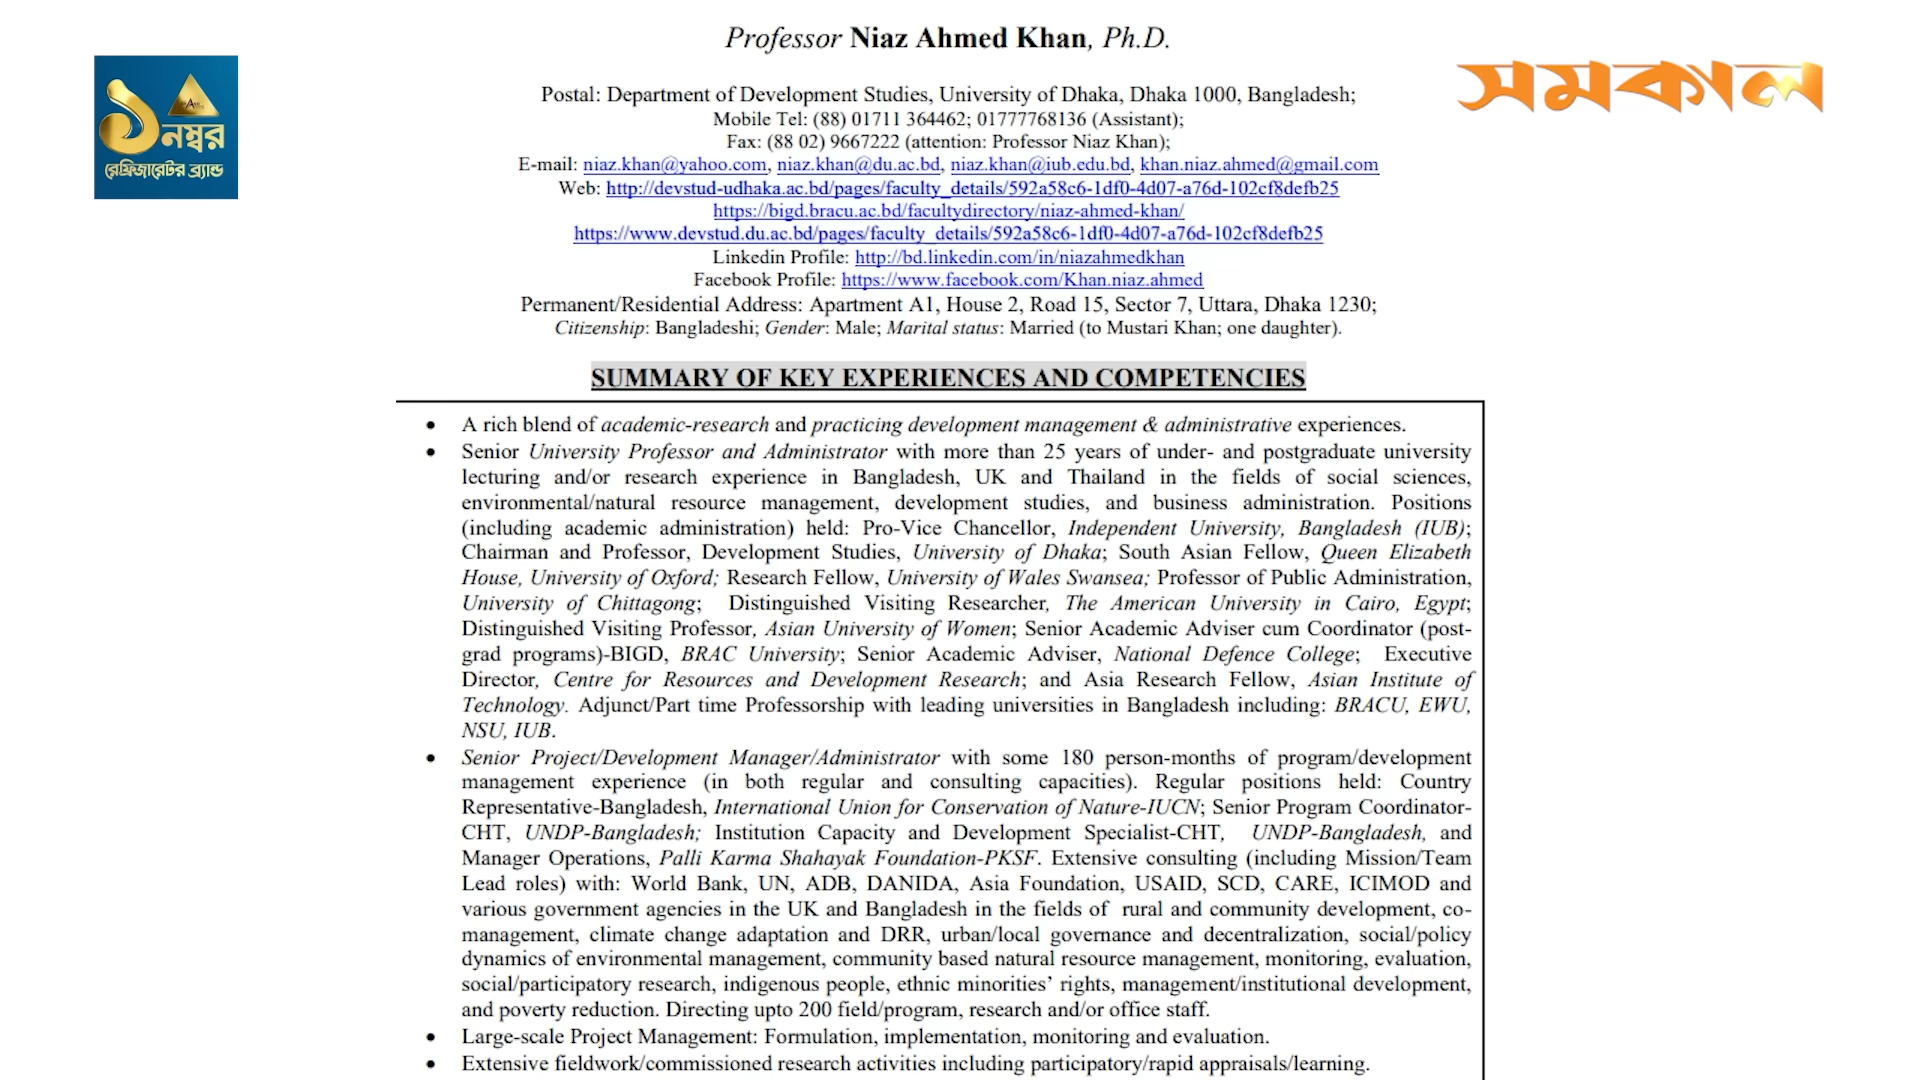 Professor Niaz Ahmed Khan, Ph.D.
১
নম্বর
রেফ্রিজারেটর ব্র্যান্ড
সমকাল
Postal: Department of Development Studies, University of Dhaka, Dhaka 1000, Bangladesh;
Mobile Tel: (88) 01711 364462; 01777768136 (Assistant);
Fax: (88 02) 9667222 (attention: Professor Niaz Khan);
E-mail: niaz.khan@yahoo.com, niaz.khan@du.ac.bd, niaz.khan@iub.edu.bd, khan.niaz.ahmed@gmail.com
Web: http://devstud-udhaka.ac.bd/pages/faculty_details/592a58c6-1df0-4d07-a76d-102cf8defb25
https://bigd.bracu.ac.bd/facultydirectory/niaz-ahmed-khan/
https://www.devstud.du.ac.bd/pages/faculty_details/592a58c6-1df0-4d07-a76d-102cf8defb25
Linkedin Profile: http://bd.linkedin.com/in/niazahmedkhan
Facebook Profile: https://www.facebook.com/Khan.niaz.ahmed
Permanent/Residential Address: Apartment A1, House 2, Road 15, Sector 7, Uttara, Dhaka 1230;
Citizenship: Bangladeshi; Gender: Male; Marital status: Married (to Mustari Khan; one daughter).
SUMMARY OF KEY EXPERIENCES AND COMPETENCIES
• A rich blend of academic-research and practicing development management & administrative experiences.
• Senior University Professor and Administrator with more than 25 years of under- and postgraduate university
lecturing and/or research experience in Bangladesh, UK and Thailand in the fields of social sciences,
environmental/natural resource management, development studies, and business administration. Positions
(including academic administration) held: Pro-Vice Chancellor, Independent University, Bangladesh (IUB);
Chairman and Professor, Development Studies, University of Dhaka; South Asian Fellow, Queen Elizabeth
House, University of Oxford; Research Fellow, University of Wales Swansea; Professor of Public Administration,
University of Chittagong; Distinguished Visiting Researcher, The American University in Cairo, Egypt;
Distinguished Visiting Professor, Asian University of Women; Senior Academic Adviser cum Coordinator (post-
grad programs)-BIGD, BRAC University; Senior Academic Adviser, National Defence College; Executive
Director, Centre for Resources and Development Research; and Asia Research Fellow, Asian Institute of
Technology. Adjunct/Part time Professorship with leading universities in Bangladesh including: BRACU, EWU,
NSU, IUB.
• Senior Project/Development Manager/Administrator with some 180 person-months of program/development
management experience (in both regular and consulting capacities). Regular positions held: Country
Representative-Bangladesh, International Union for Conservation of Nature-IUCN; Senior Program Coordinator-
CHT, UNDP-Bangladesh; Institution Capacity and Development Specialist-CHT, UNDP-Bangladesh, and
Manager Operations, Palli Karma Shahayak Foundation-PKSF. Extensive consulting (including Mission/Team
Lead roles) with: World Bank, UN, ADB, DANIDA, Asia Foundation, USAID, SCD, CARE, ICIMOD and
various government agencies in the UK and Bangladesh in the fields of rural and community development, co-
management, climate change adaptation and DRR, urban/local governance and decentralization, social/policy
dynamics of environmental management, community based natural resource management, monitoring, evaluation,
social/participatory research, indigenous people, ethnic minorities’ rights, management/institutional development,
and poverty reduction. Directing upto 200 field/program, research and/or office staff.
• Large-scale Project Management: Formulation, implementation, monitoring and evaluation.
• Extensive fieldwork/commissioned research activities including participatory/rapid appraisals/learning.